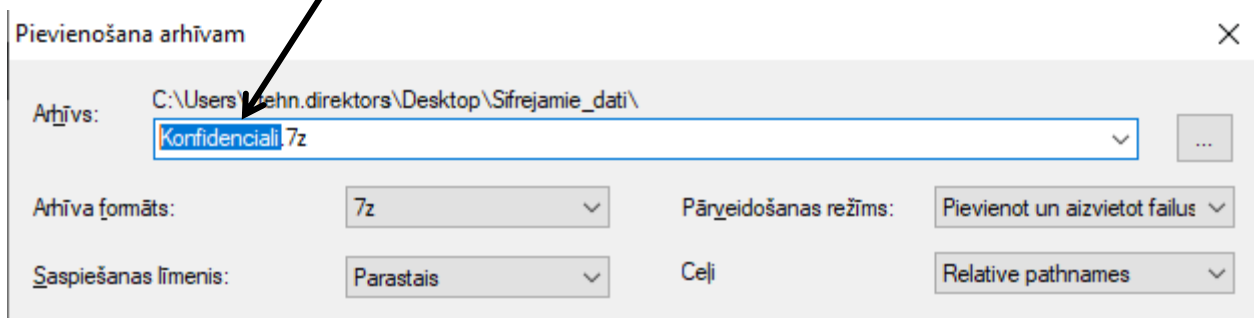 Pievienošana arhīvam
Arhīvs:
C:\Users\ tehn.direktors\Desktop\Sifrejamie_dati\
Konfidenciali.7z
...
Arhīva formāts: 7z
Pārveidošanas režīms: Pievienot un aizvietot failus
Saspiešanas līmenis: Parastais
Ceļi Relative pathnames